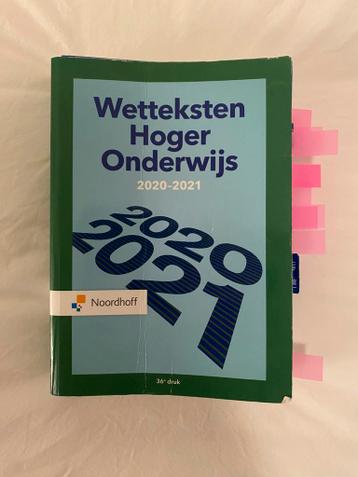 Wetteksten
Hoger
Onderwijs
2020-2021
2020
2021
Noordhoff
36e druk